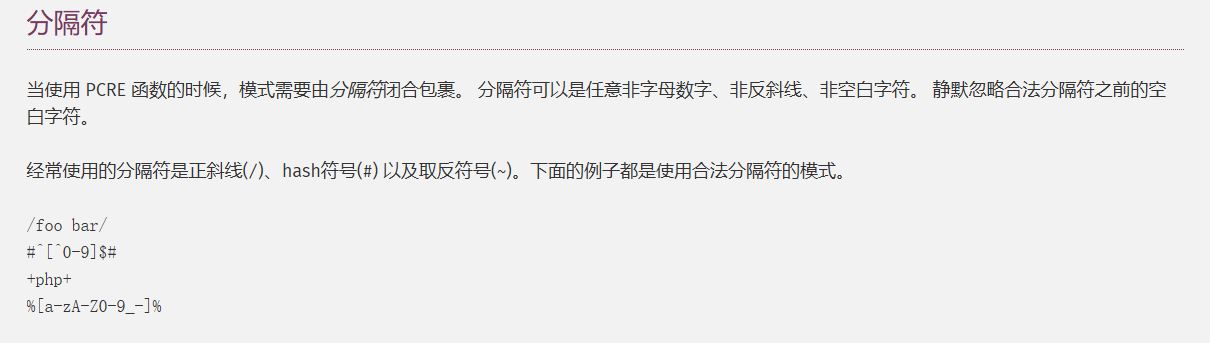 分隔符
当使用 PCRE 函数的时候，模式需要由分隔符闭合包裹。 分隔符可以是任意非字母数字、非反斜线、非空白字符。 静默忽略合法分隔符之前的空
白字符。
经常使用的分隔符是正斜线(/)、hash符号(#) 以及取反符号(~)。下面的例子都是使用合法分隔符的模式。
/foo bar/
#^[^0-9]$#
+php+
%[a-zA-Z0-9_-]%